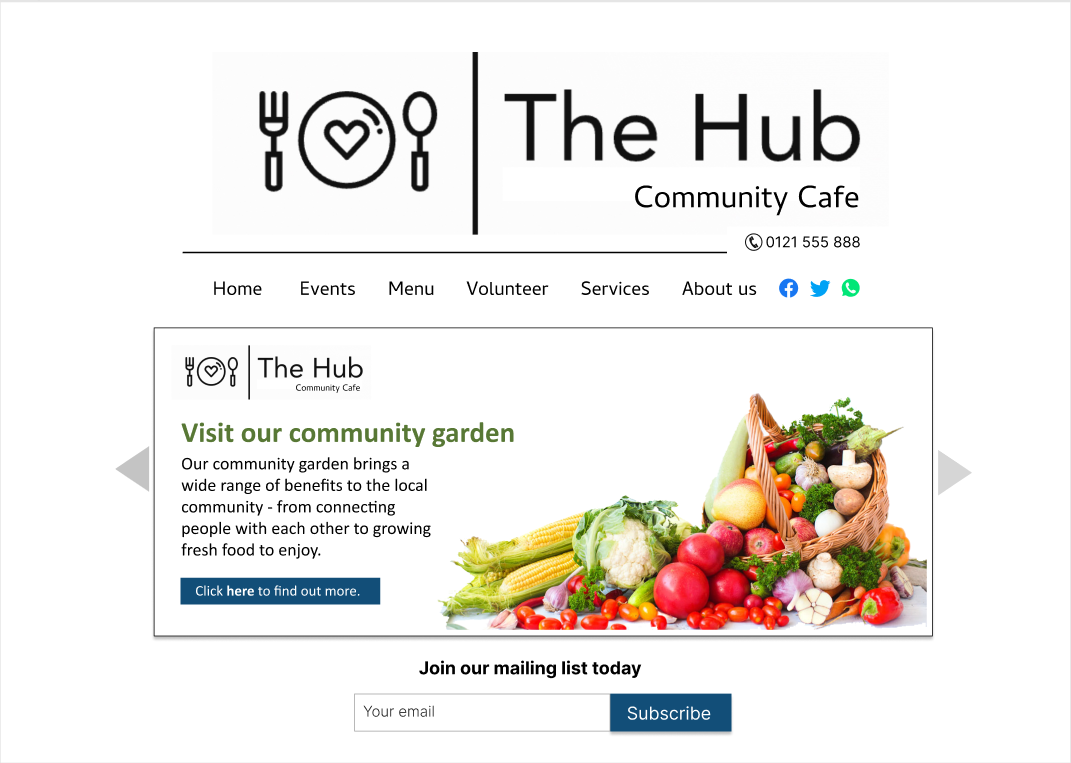 The Hub
Community Cafe
0121 555 888
Home Events Menu Volunteer Services About us
The Hub
Community Cafe
Visit our community garden
Our community garden brings a
wide range of benefits to the local
community - from connecting
people with each other to growing
fresh food to enjoy.
Click here to find out more.
Join our mailing list today
Your email Subscribe